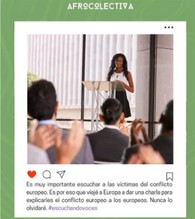 AFROCOLECTIVA
Es muy importante escuchar a las víctimas del conflicto
europeo. Es por eso que viajé a Europa a dar una charla para
explicarles el conflicto europeo a los europeos. Nunca lo
olvidaré. #escuchandovoces